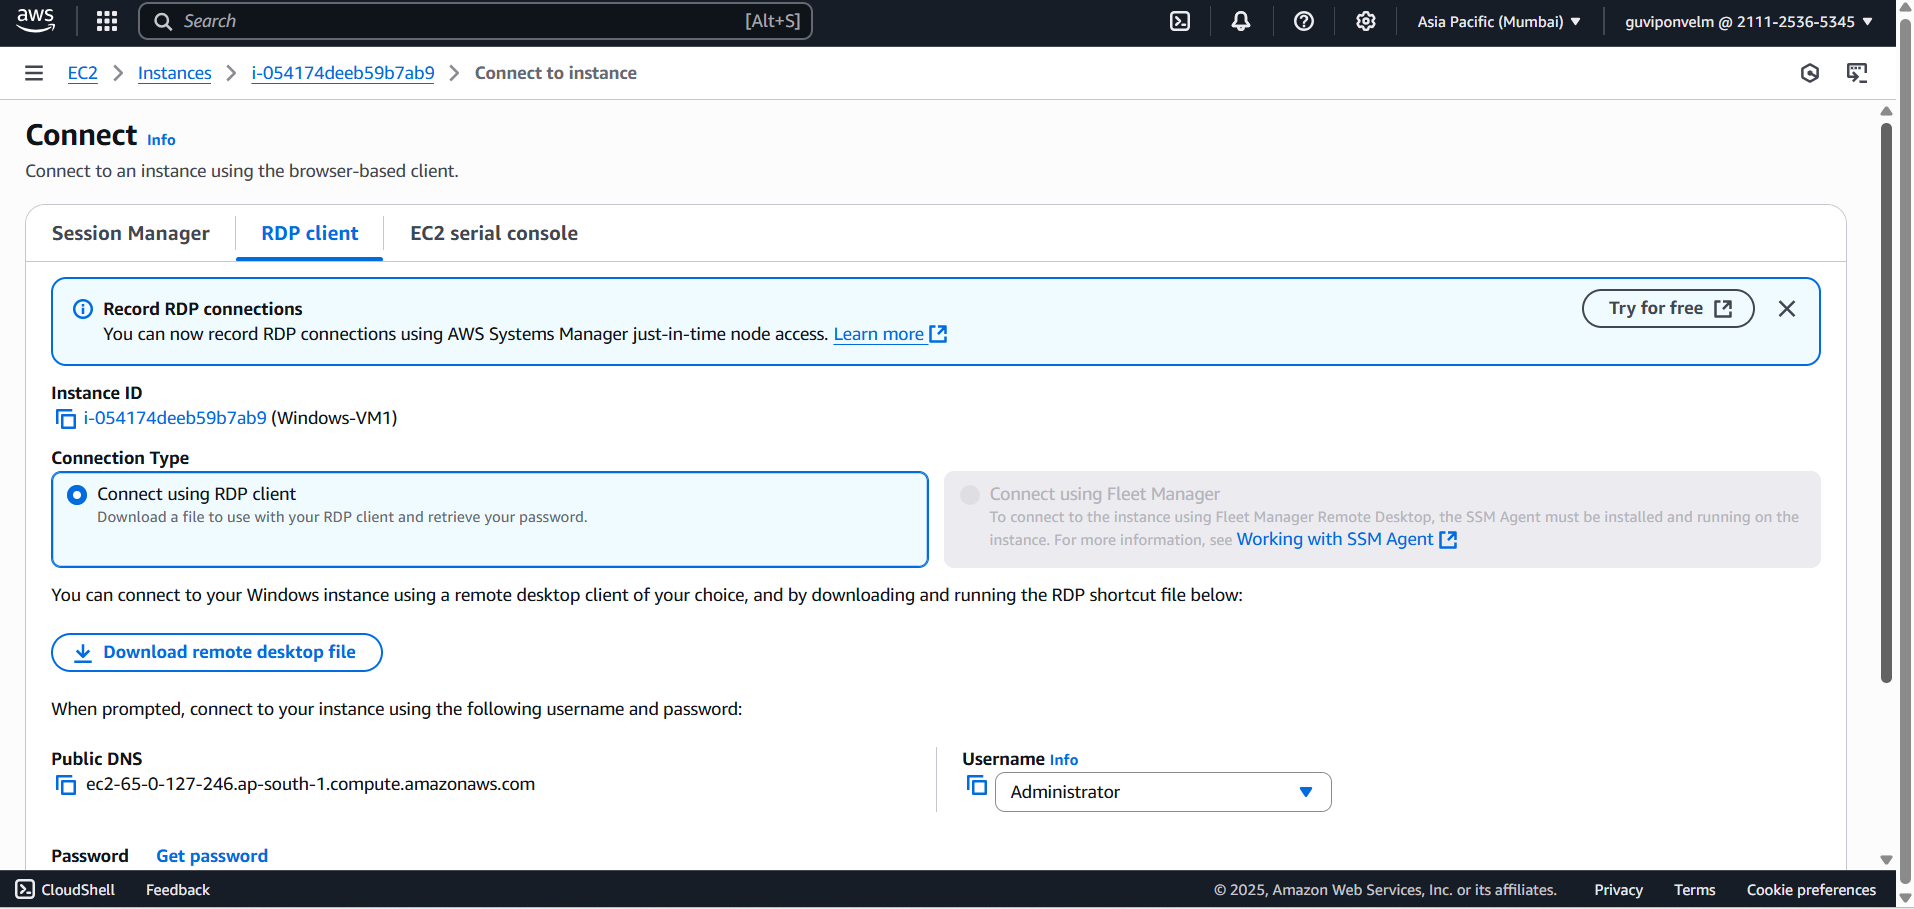 aws
Search [Alt+S]
Asia Pacific (Mumbai)
guviponvelm @ 2111-2536-5345
EC2 Instances i-054174deeb59b7ab9 Connect to instance
Connect Info
Connect to an instance using the browser-based client.
Session Manager
RDP client
EC2 serial console
Record RDP connections
You can now record RDP connections using AWS Systems Manager just-in-time node access. Learn more
Try for free
Instance ID
i-054174deeb59b7ab9 (Windows-VM1)
Connection Type
Connect using RDP client
Download a file to use with your RDP client and retrieve your password.
Connect using Fleet Manager
To connect to the instance using Fleet Manager Remote Desktop, the SSM Agent must be installed and running on the
instance. For more information, see Working with SSM Agent
You can connect to your Windows instance using a remote desktop client of your choice, and by downloading and running the RDP shortcut file below:
Download remote desktop file
When prompted, connect to your instance using the following username and password:
Public DNS
ec2-65-0-127-246.ap-south-1.compute.amazonaws.com
Username Info
Administrator
Password Get password
CloudShell Feedback
© 2025, Amazon Web Services, Inc. or its affiliates. Privacy Terms Cookie preferences